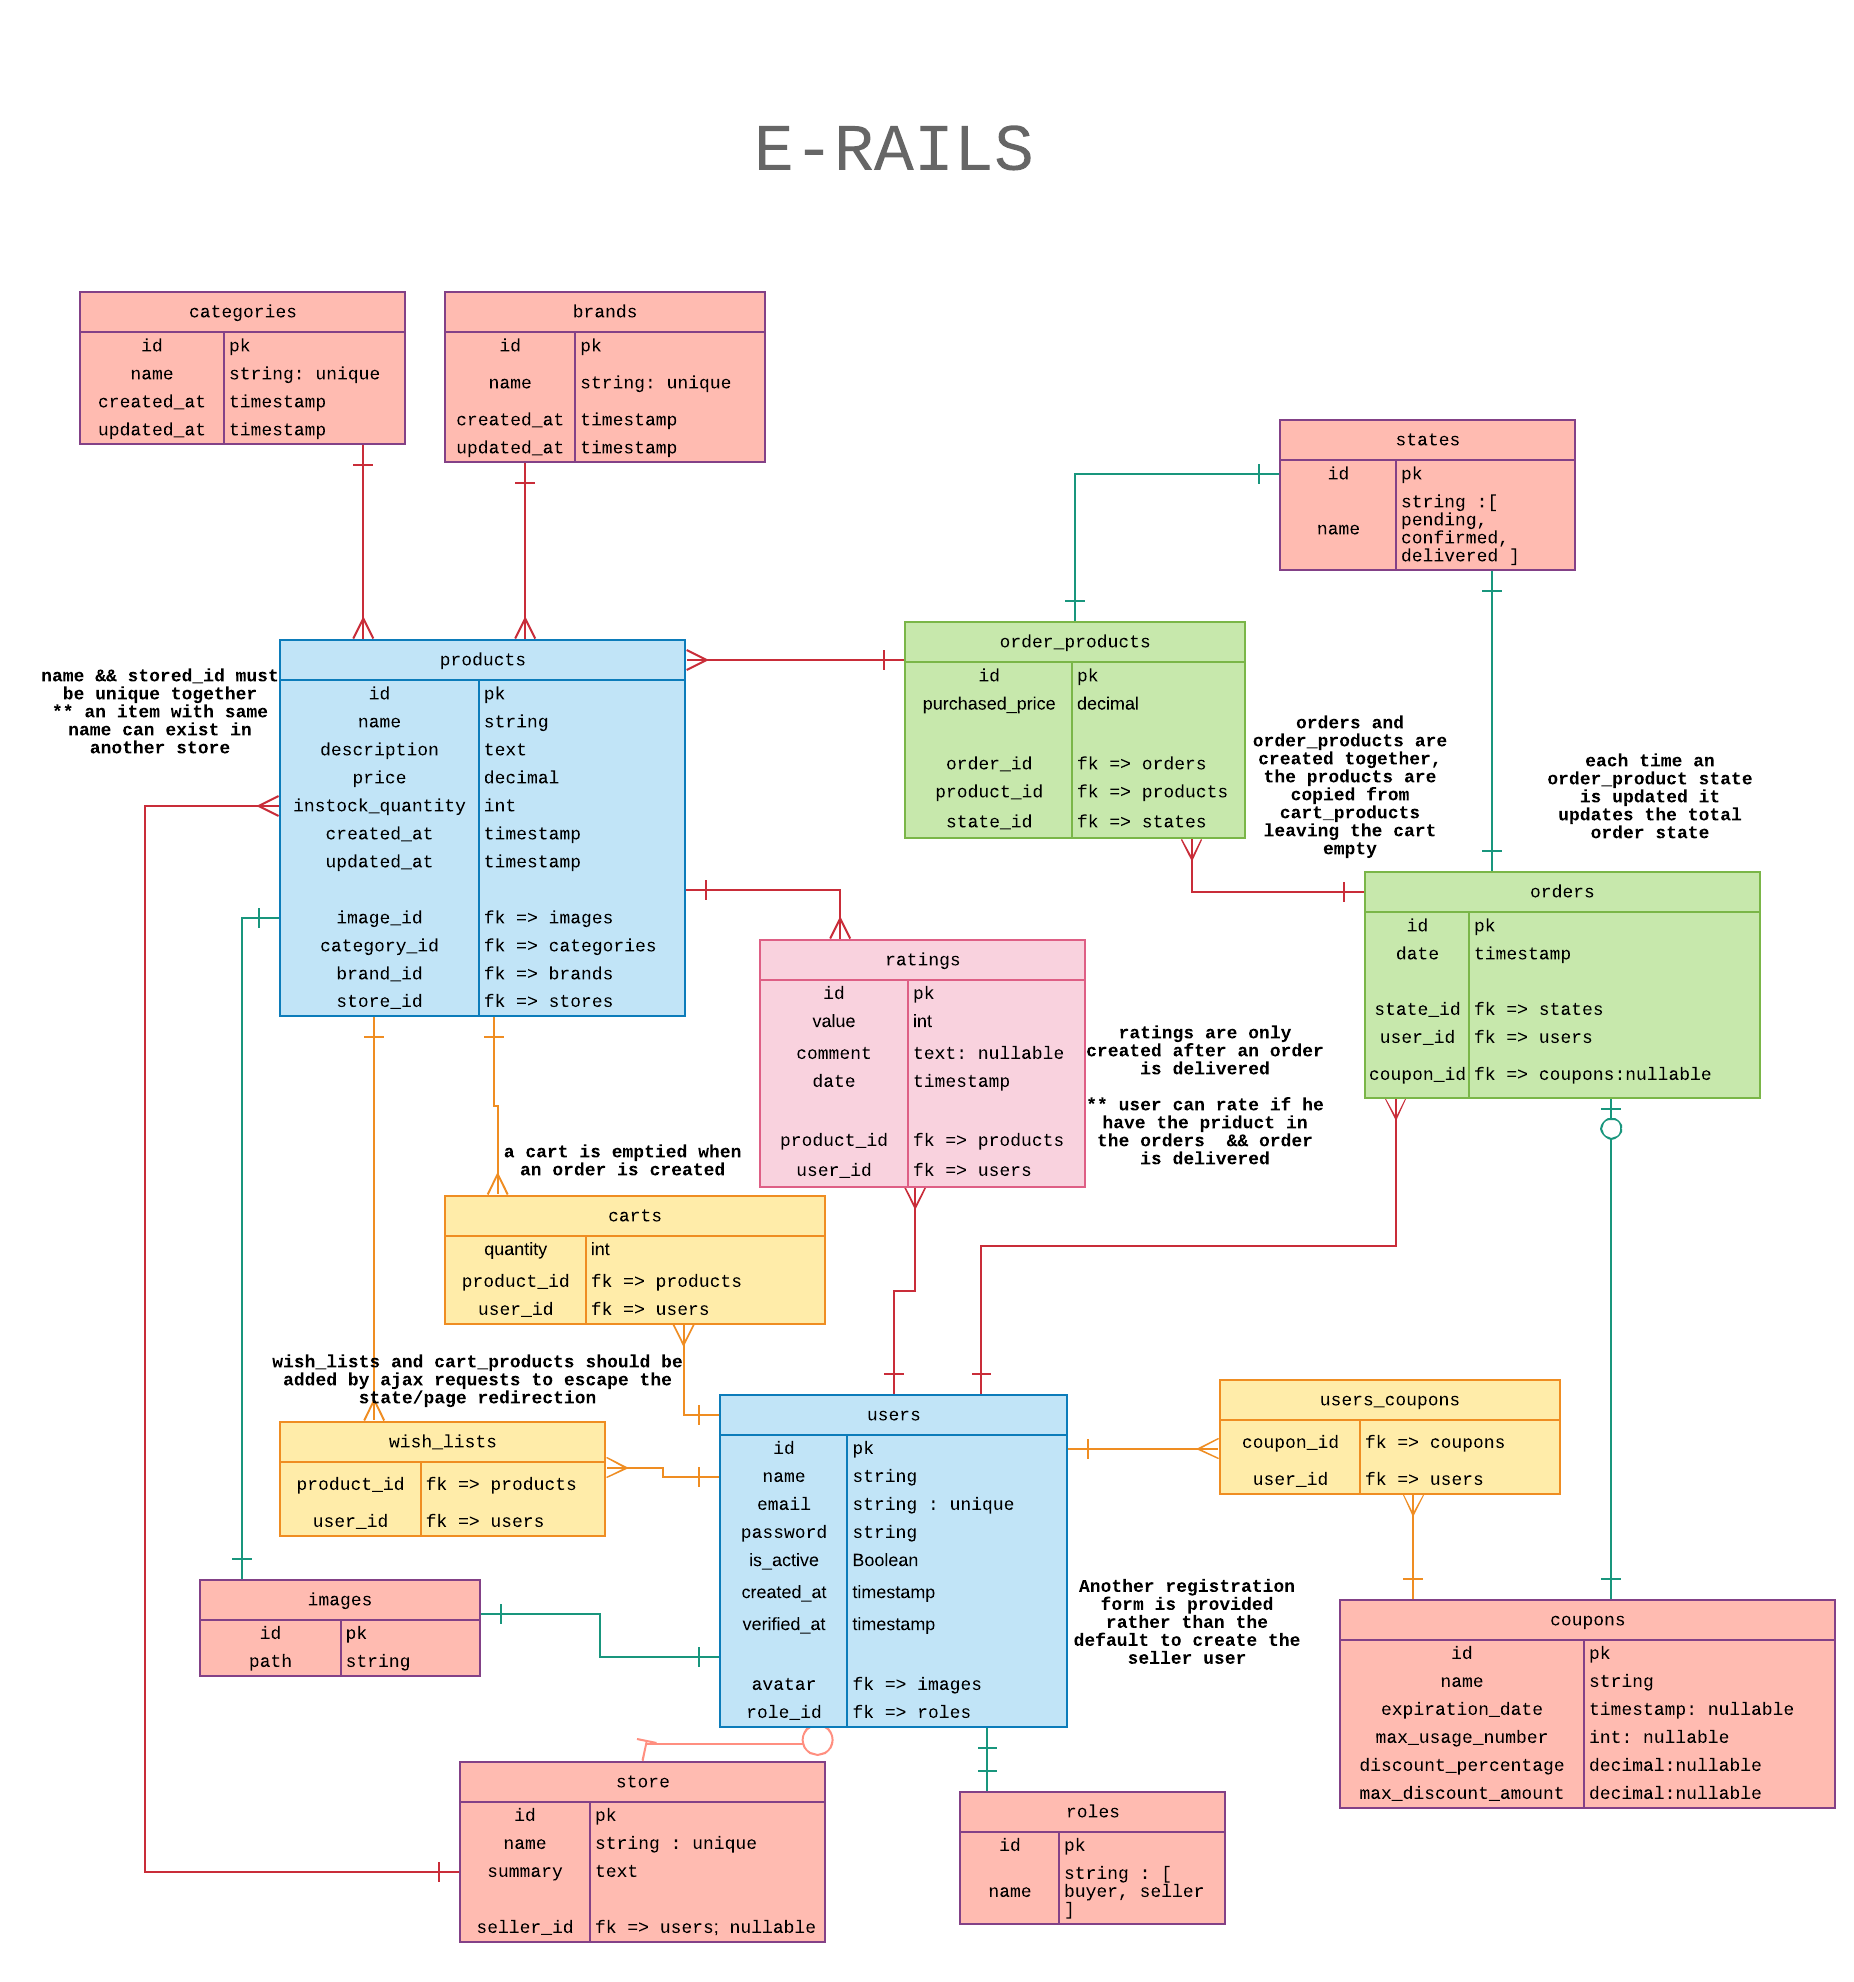 E-RAILS
categories
id pk
name string: unique
created_at timestamp
updated_at timestamp
brands
id pk
name string: unique
created_at timestamp
updated_at timestamp
states
id pk
name string :[
pending,
confirmed,
delivered ]
name && stored_id must
be unique together
** an item with same
name can exist in
another store
products
id pk
name string
description text
price decimal
instock_quantity int
created_at timestamp
updated_at timestamp
image_id fk => images
category_id fk => categories
brand_id fk => brands
store_id fk => stores
order_products
id pk
purchased_price decimal
order_id fk => orders
product_id fk => products
state_id fk => states
orders and
order_products are
created together,
the products are
copied from
cart_products
leaving the cart
empty
each time an
order_product state
is updated it
updates the total
order state
orders
id pk
date timestamp
state_id fk => states
user_id fk => users
coupon_id fk => coupons:nullable
ratings
id pk
value int
comment text: nullable
date timestamp
product_id fk => products
user_id fk => users
ratings are only
created after an order
is delivered
** user can rate if he
have the priduct in
the orders && order
is delivered
a cart is emptied when
an order is created
carts
quantity int
product_id fk => products
user_id fk => users
wish_lists and cart_products should be
added by ajax requests to escape the
state/page redirection
wish_lists
product_id fk => products
user_id fk => users
users
id pk
name string
email string : unique
password string
is_active Boolean
created_at timestamp
verified_at timestamp
avatar fk => images
role_id fk => roles
users_coupons
coupon_id fk => coupons
user_id fk => users
images
id pk
path string
Another registration
form is provided
rather than the
default to create the
seller user
coupons
id pk
name string
expiration_date timestamp: nullable
max_usage_number int: nullable
discount_percentage decimal:nullable
max_discount_amount decimal:nullable
store
id pk
name string : unique
summary text
seller_id fk => users; nullable
roles
id pk
name string : [
buyer, seller
]